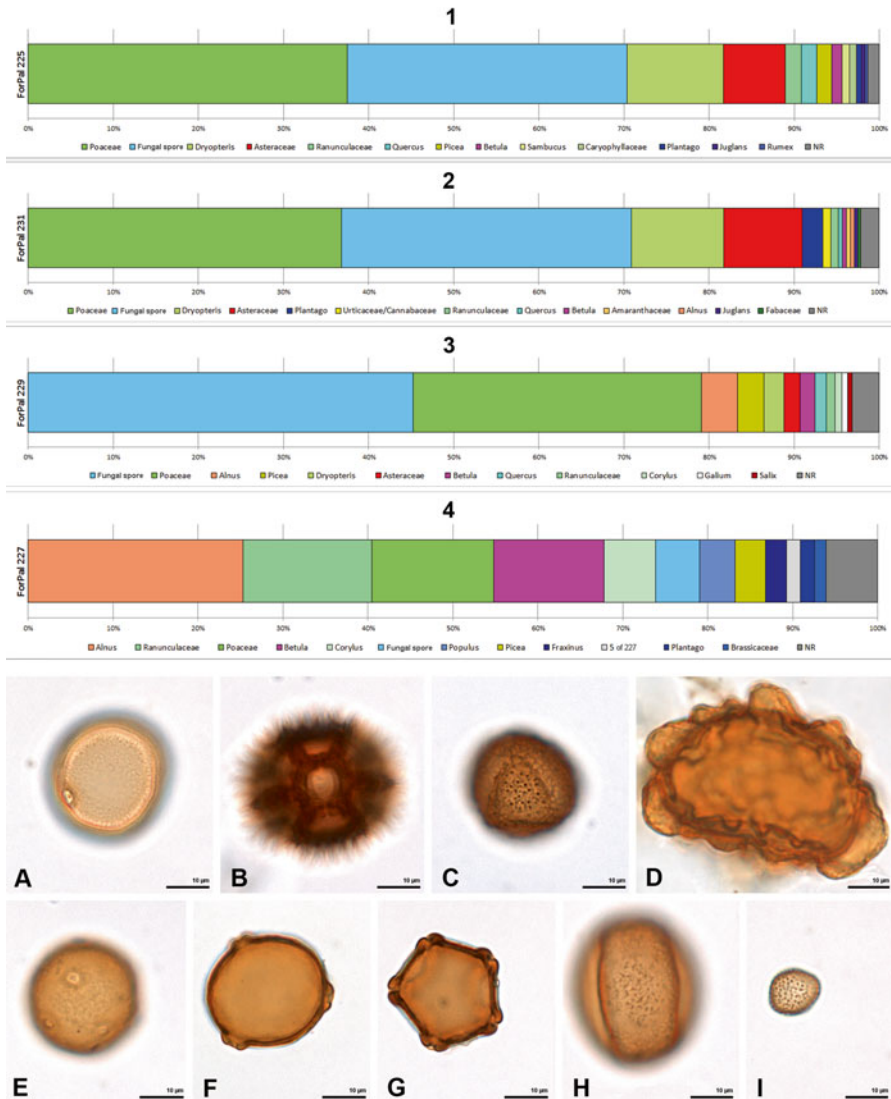 1
ForPal 225
0% 10% 20% 30% 40% 50% 60% 70% 80% 90% 100%
Poaceae Fungal spore Dryopteris Asteraceae Ranunculaceae Quercus Picea Betula Sambucus Caryophyllaceae Plantago Juglans Rumex NR
2
ForPal 231
0% 10% 20% 30% 40% 50% 60% 70% 80% 90% 100%
Poaceae Fungal spore Dryopteris Asteraceae Plantago Urticaceae/Cannabaceae Ranunculaceae Quercus Betula Amaranthaceae Alnus Juglans Fabaceae NR
3
ForPal 229
0% 10% 20% 30% 40% 50% 60% 70% 80% 90% 100%
Fungal spore Poaceae Alnus Picea Dryopteris Asteraceae Betula Quercus Ranunculaceae Corylus Galium Salix NR
4
ForPal 227
0% 10% 20% 30% 40% 50% 60% 70% 80% 90% 100%
Alnus Ranunculaceae Poaceae Betula Corylus Fungal spore Populus Picea Fraxinus 5 of 227 Plantago Brassicaceae NR
A 10 µm B 10 µm C 10 µm D 10 µm
E 10 µm F 10 µm G 10 µm H 10 µm I 10 µm